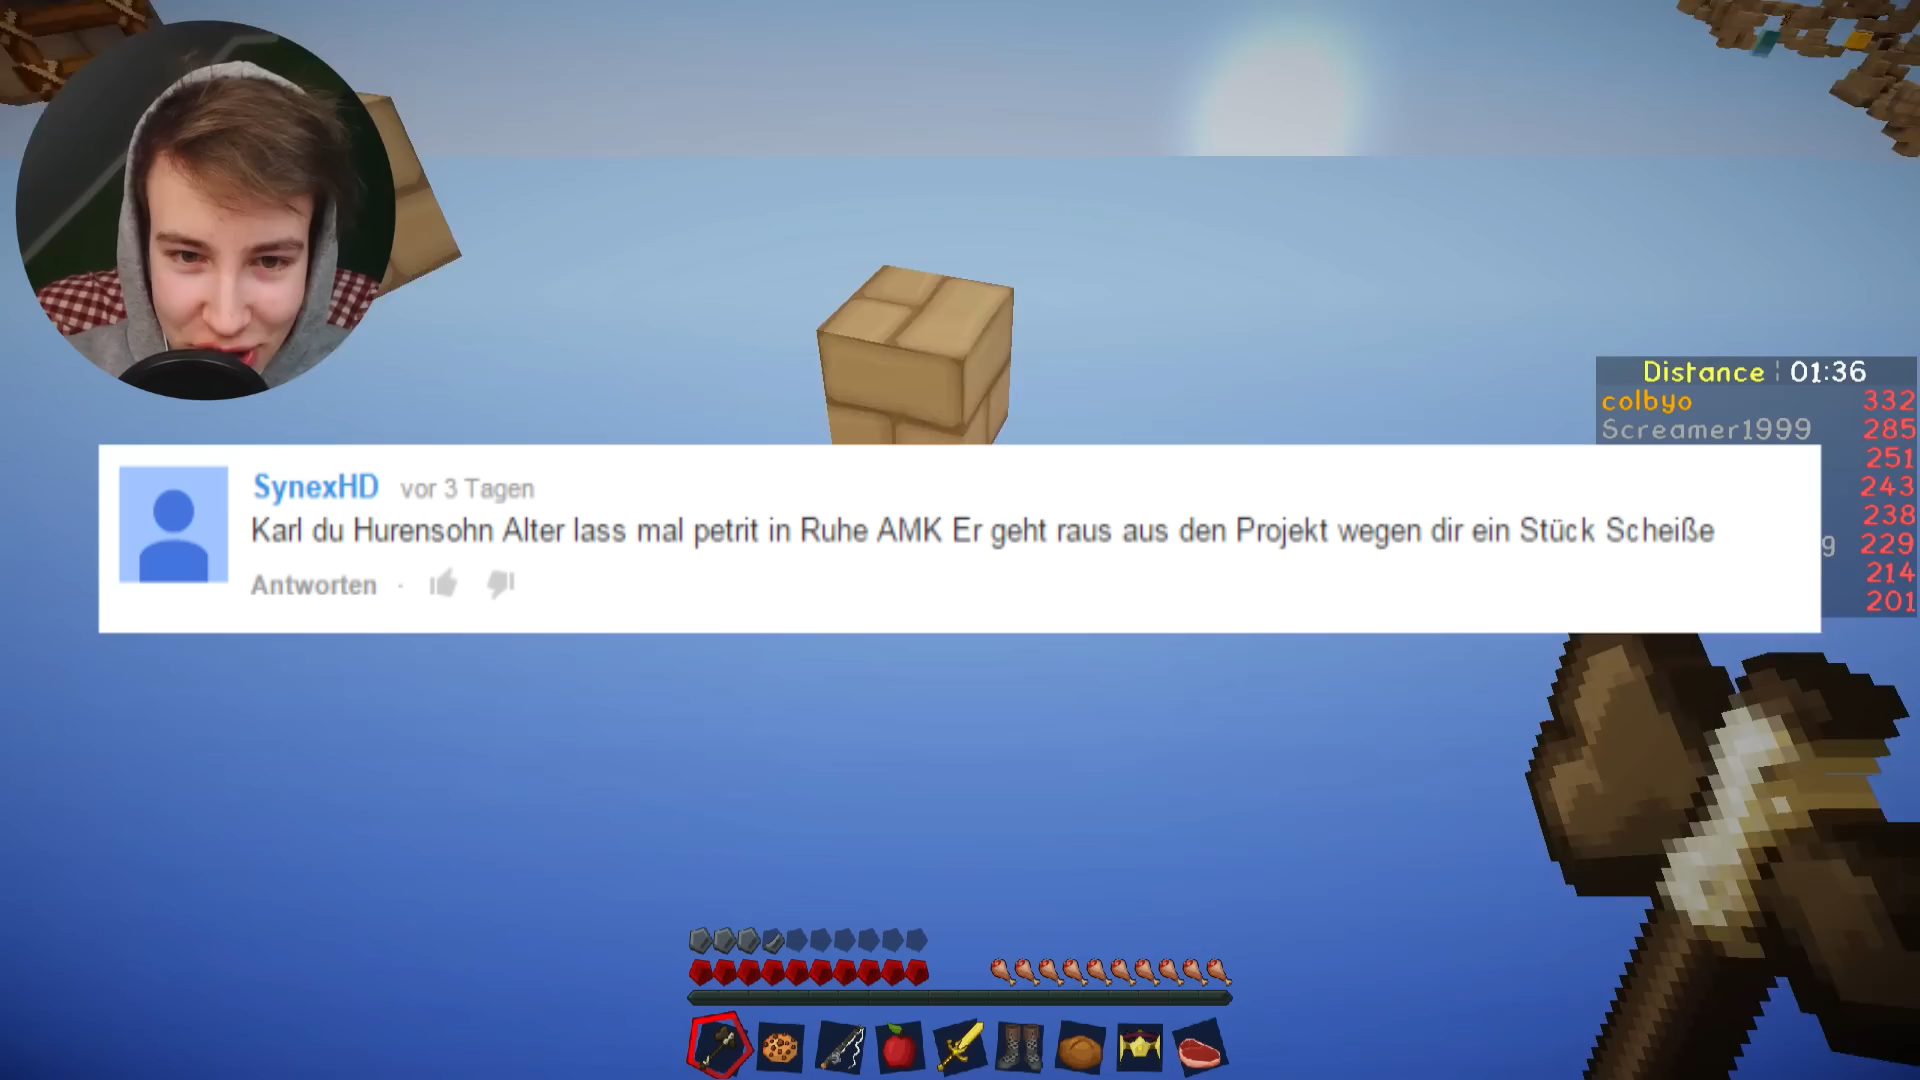 Distance 01:36
colbyo 332
Screamer1999 285
251
243
238
9 229
214
201
SynexHD vor 3 Tagen
Karl du Hurensohn Alter lass mal petrit in Ruhe AMK Er geht raus aus den Projekt wegen dir ein Stück Scheiße
Antworten